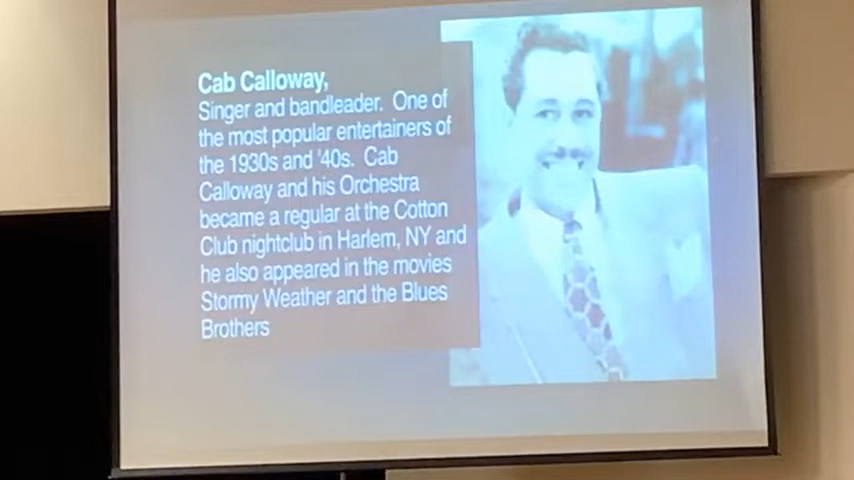 Cab Calloway,
Singer and bandleader. One of
the most popular entertainers of
the 1930s and '40s. Cab
Calloway and his Orchestra
became a regular at the Cotton
Club nightclub in Harlem, NY and
he also appeared in the movies
Stormy Weather and the Blues
Brothers